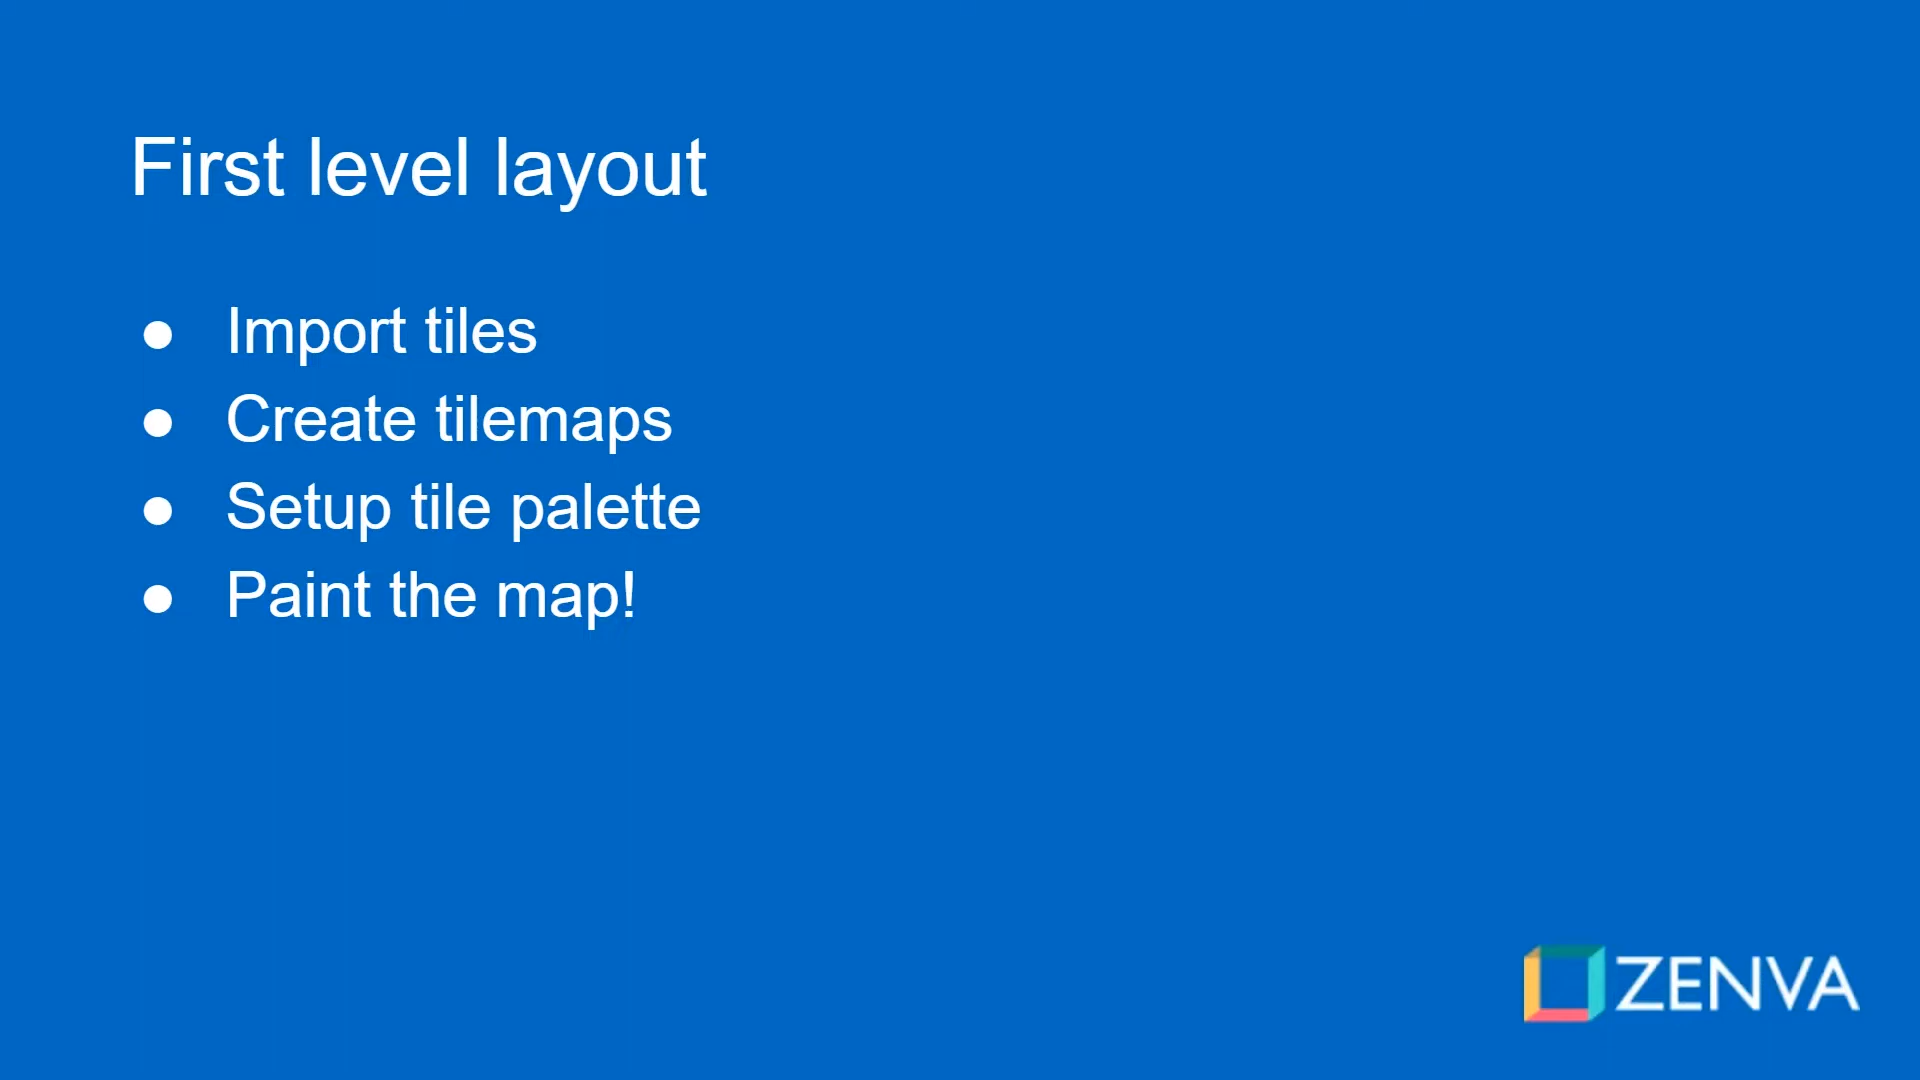 First level layout
● Import tiles
● Create tilemaps
● Setup tile palette
● Paint the map!
ZENVA